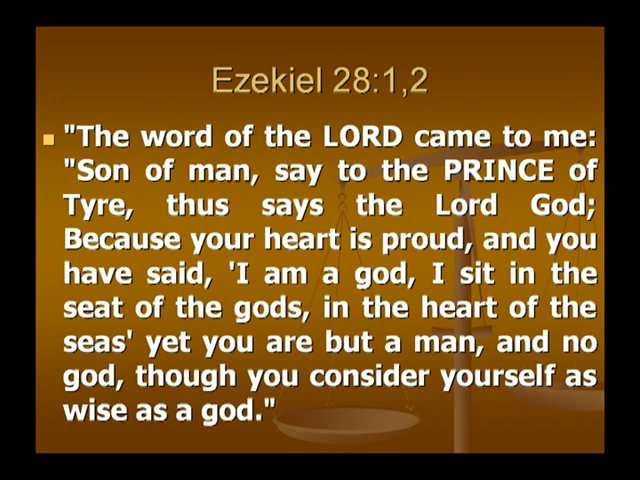 Ezekiel 28:1,2
"The word of the LORD came to me:
"Son of man, say to the PRINCE of
Tyre, thus says the Lord God;
Because your heart is proud, and you
have said, 'I am a god, I sit in the
seat of the gods, in the heart of the
seas' yet you are but a man, and no
god, though you consider yourself as
wise as a god."